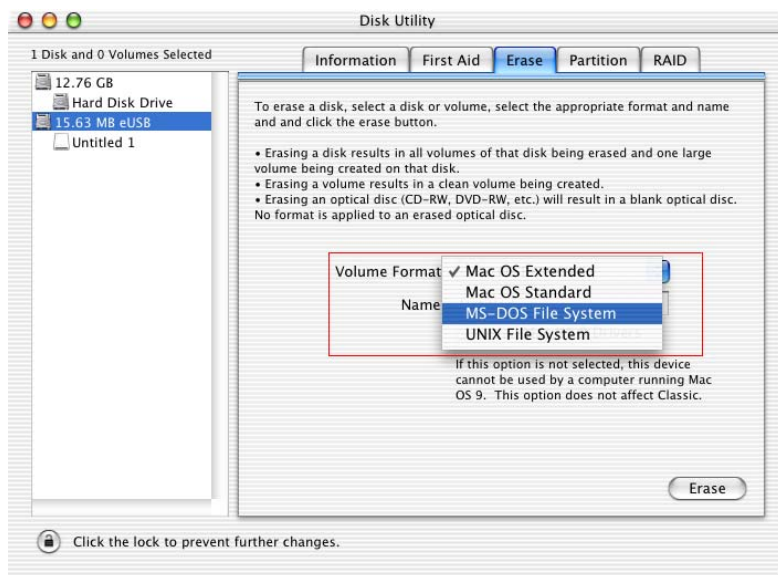 Disk Utility
1 Disk and 0 Volumes Selected
12.76 GB
Hard Disk Drive
15.63 MB eUSB
Untitled 1
Information First Aid Erase Partition RAID
To erase a disk, select a disk or volume, select the appropriate format and name
and and click the erase button.
• Erasing a disk results in all volumes of that disk being erased and one large
volume being created on that disk.
• Erasing a volume results in a clean volume being created.
• Erasing an optical disc (CD-RW, DVD-RW, etc.) will result in a blank optical disc.
No format is applied to an erased optical disc.
Volume Format ✓ Mac OS Extended
Mac OS Standard
Name
MS-DOS File System
UNIX File System
If this option is not selected, this device
cannot be used by a computer running Mac
OS 9. This option does not affect Classic.
Erase
Click the lock to prevent further changes.